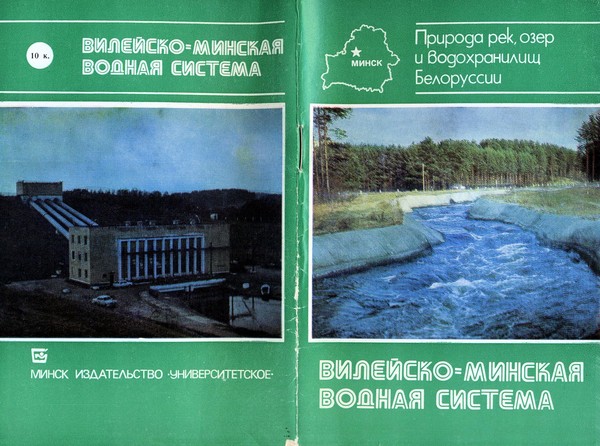 10 к.
ВИЛЕЙСКО-МИНСКАЯ
ВОДНАЯ СИСТЕМА
МИНСК ИЗДАТЕЛЬСТВО «УНИВЕРСИТЕТСКОЕ»
МИНСК
Природа рек, озер
и водохранилищ
Белоруссии
ВИЛЕЙСКО-МИНСКАЯ
ВОДНАЯ СИСТЕМА